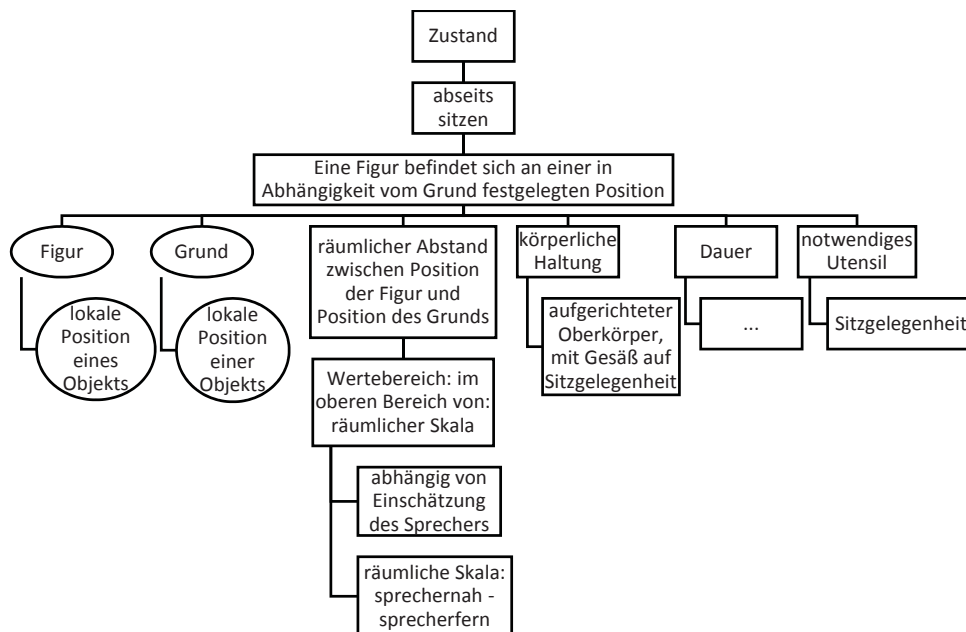 Zustand
abseits
sitzen
Eine Figur befindet sich an einer in
Abhängigkeit vom Grund festgelegten Position
Figur
lokale
Position
eines
Objekts
Grund
lokale
Position
einer
Objekts
räumlicher Abstand
zwischen Position
der Figur und
Position des Grunds
Wertebereich: im
oberen Bereich von:
räumlicher Skala
abhängig von
Einschätzung
des Sprechers
räumliche Skala:
sprechernah -
sprecherfern
körperliche
Haltung
aufgerichteter
Oberkörper,
mit Gesäß auf
Sitzgelegenheit
Dauer
...
notwendiges
Utensil
Sitzgelegenheit